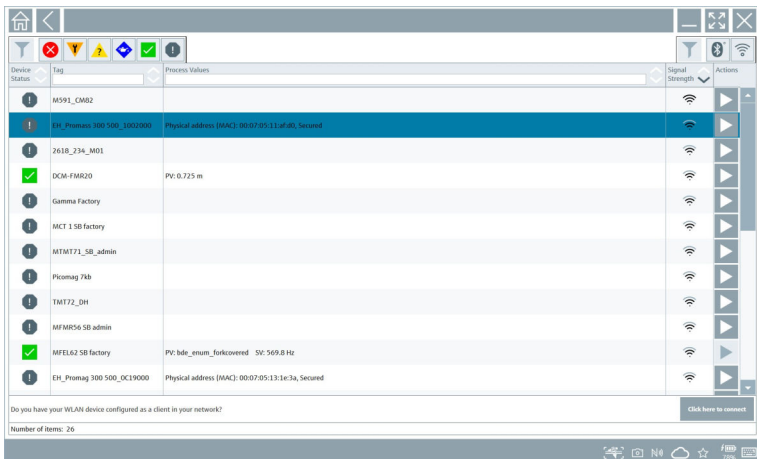 Device Status
Tag
Process Values
Signal Strength
Actions
M591_CM82
EH_Promass 300 500_1002000 Physical address (MAC): 00:07:05:11:af:d0, Secured
2618_234_M01
DCM-FMR20 PV: 0.725 m
Gamma Factory
MCT 1 SB factory
MTMT71_SB_admin
Picomag 7kb
TMT72_DH
MFMR56 SB admin
MFEL62 SB factory PV: bde_enum_forkcovered SV: 569.8 Hz
EH_Promag 300 500_0C19000 Physical address (MAC): 00:07:05:13:1e:3a, Secured
Do you have your WLAN device configured as a client in your network?
Click here to connect
Number of items: 26